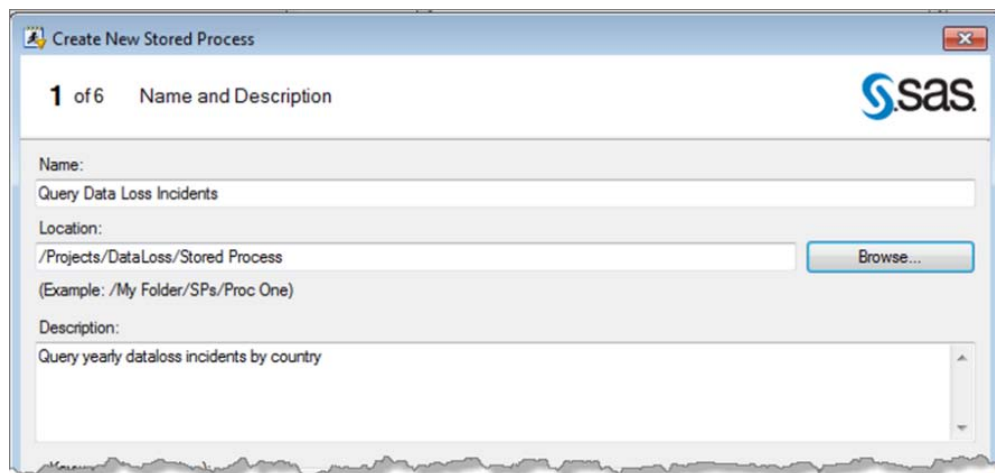 Create New Stored Process
1 of 6 Name and Description
sas
Name:
Query Data Loss Incidents
Location:
/Projects/DataLoss/Stored Process
Browse...
(Example: /My Folder/SPs/Proc One)
Description:
Query yearly dataloss incidents by country